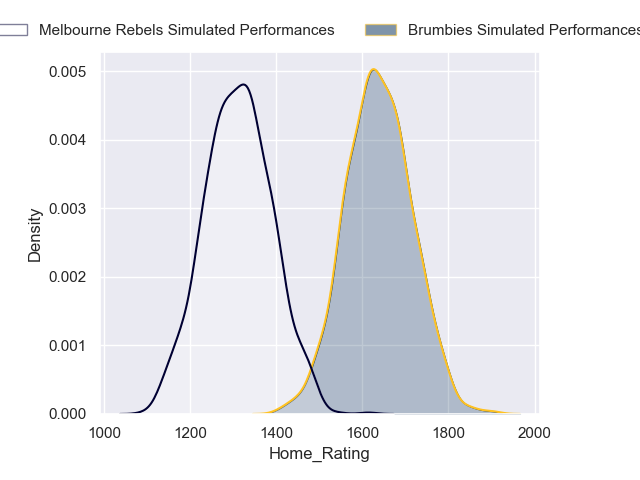 Melbourne Rebels Simulated Performances Brumbies Simulated Performances
0.005
0.004
0.003
0.002
0.001
0.000
Density
1000 1200 1400 1600 1800 2000
Home_Rating